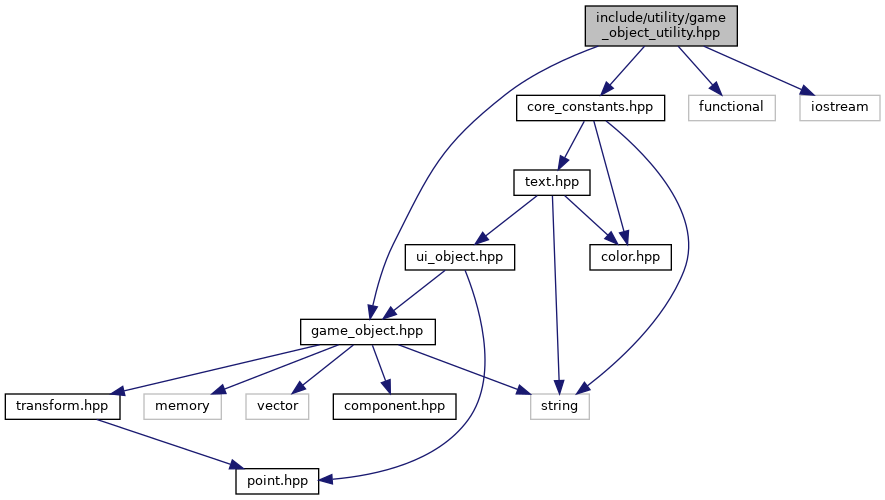 include/utility/game
_object_utility.hpp
core_constants.hpp
functional
iostream
text.hpp
ui_object.hpp
color.hpp
game_object.hpp
transform.hpp
memory
vector
component.hpp
string
point.hpp